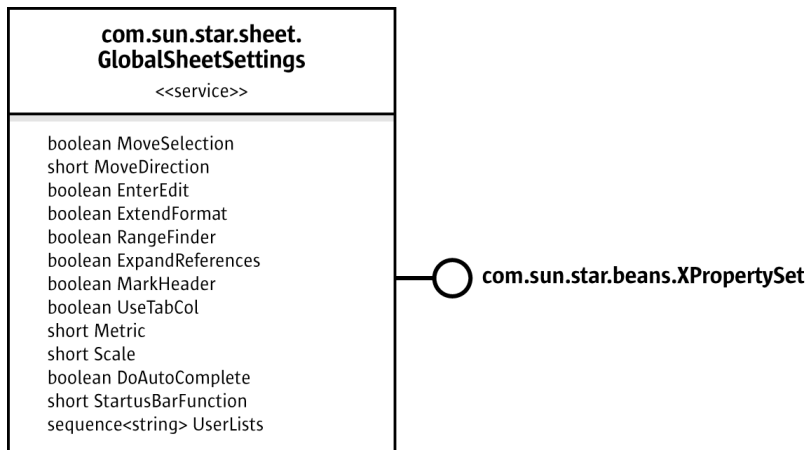 com.sun.star.sheet.
GlobalSheetSettings
<<service>>
boolean MoveSelection
short MoveDirection
boolean EnterEdit
boolean ExtendFormat
boolean RangeFinder
boolean ExpandReferences
boolean MarkHeader
boolean UseTabCol
short Metric
short Scale
boolean DoAutoComplete
short StartusBarFunction
sequence<string> UserLists
com.sun.star.beans.XPropertySet